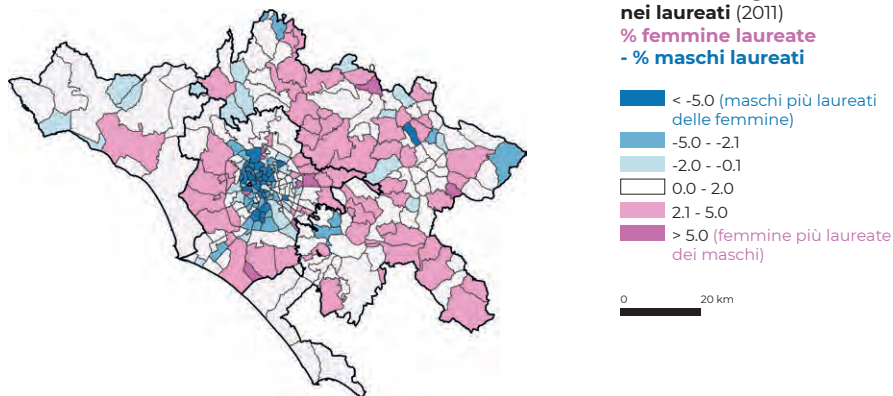 nei laureati (2011)
% femmine laureate
- % maschi laureati
< -5.0 (maschi più laureati
delle femmine)
-5.0 - -2.1
-2.0 - -0.1
0.0 - 2.0
2.1 - 5.0
> 5.0 (femmine più laureate
dei maschi)
0 20 km